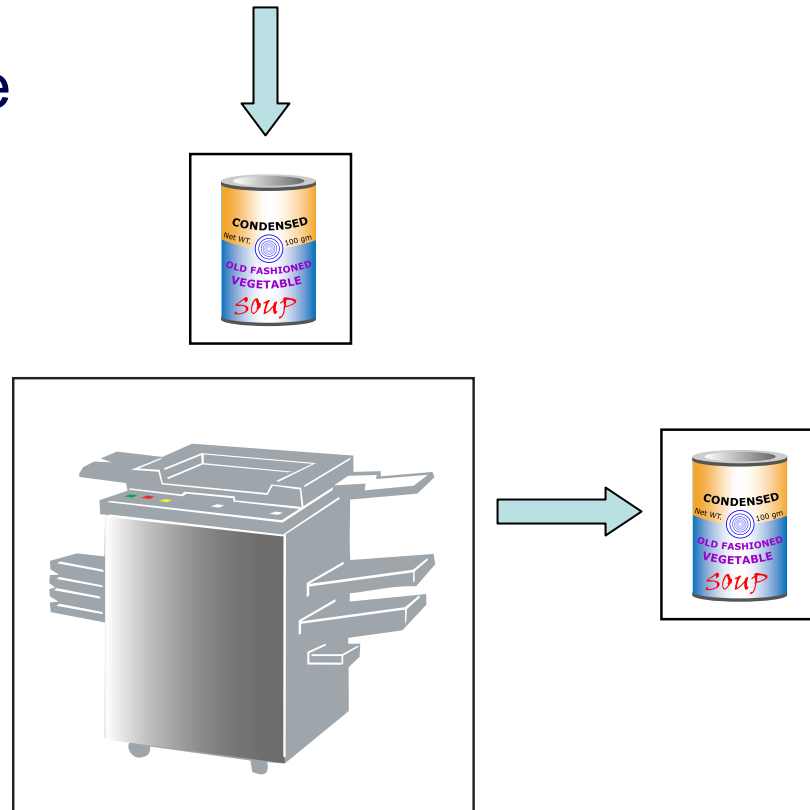 e
CONDENSED
Net WT. 100 gm
OLD FASHIONED
VEGETABLE
SOUP
CONDENSED
Net WT. 100 gm
OLD FASHIONED
VEGETABLE
SOUP